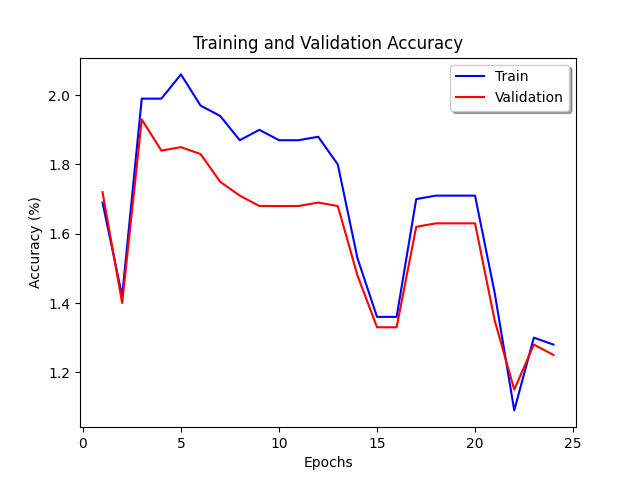 Training and Validation Accuracy
Train
Validation
2.0
1.8
1.6
1.4
1.2
Accuracy (%)
0
5
10
15
20
25
Epochs